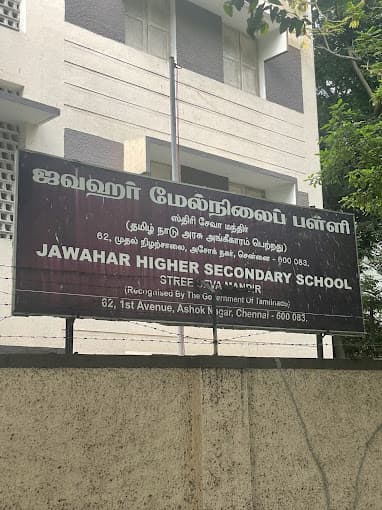 ஜவஹர் மேல்நிலைப் பள்ளி
ஸ்திரி சேவா மந்திர்
(தமிழ் நாடு அரசு அங்கீகாரம் பெற்றது)
62, முதல் நிழற்சாலை, அசோக் நகர், சென்னை - 600 083.
JAWAHAR HIGHER SECONDARY SCHOOL
STREE SEVA MANDIR
(Recognised By The Government Of Tamilnadu)
62, 1st Avenue, Ashok Nagar, Chennai - 600 083.